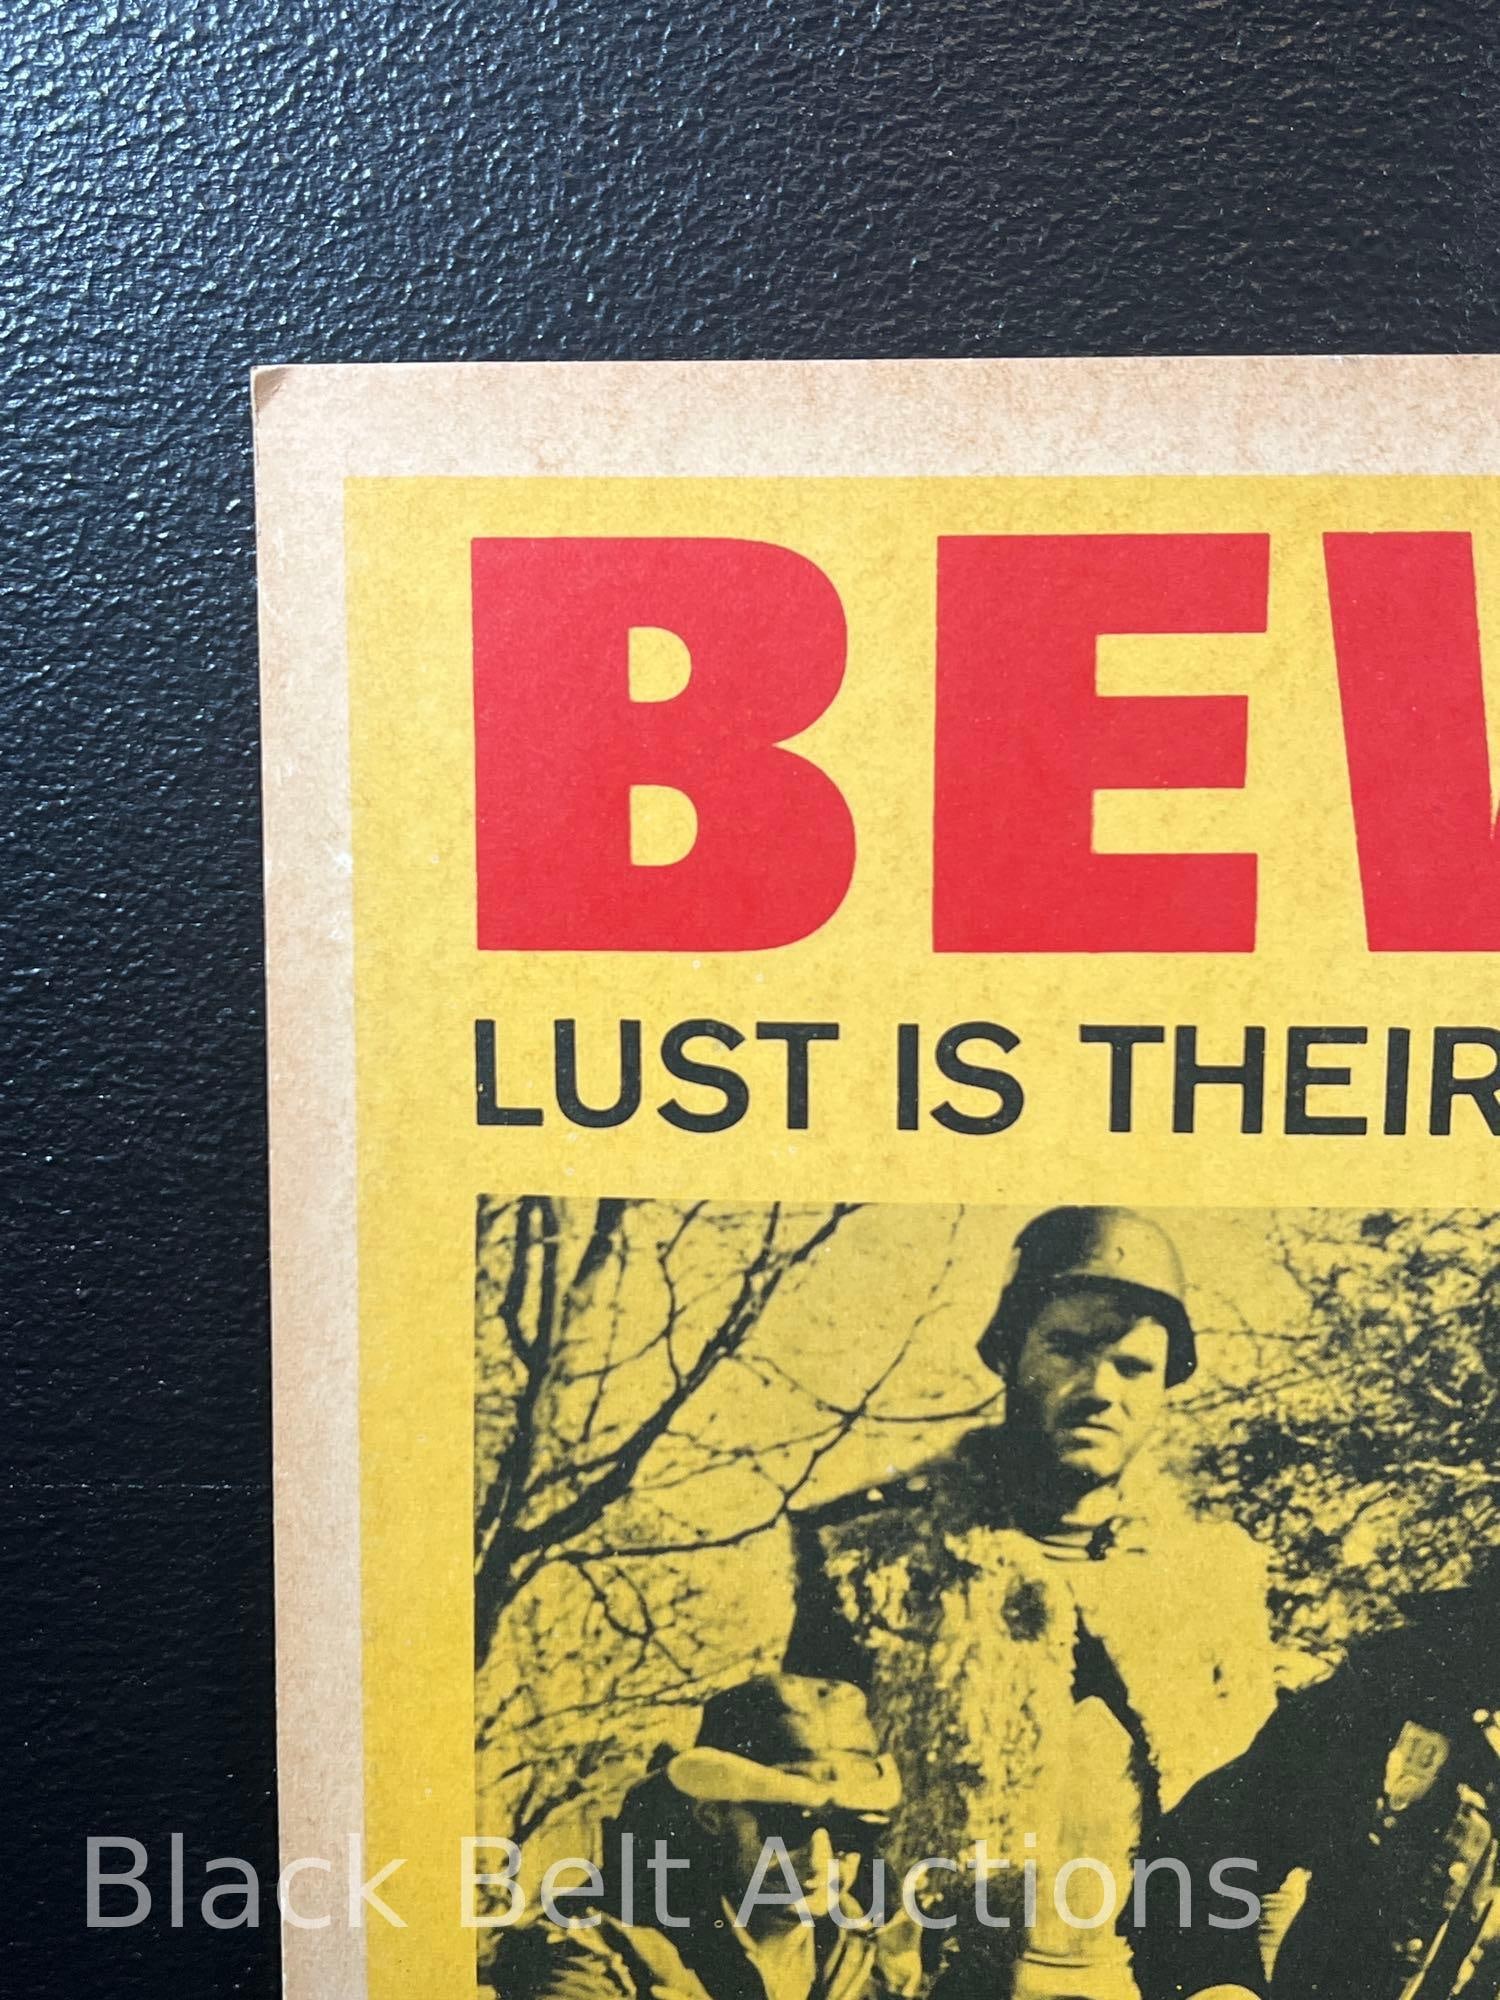 BEW
LUST IS THEIR
Black Belt Auctions